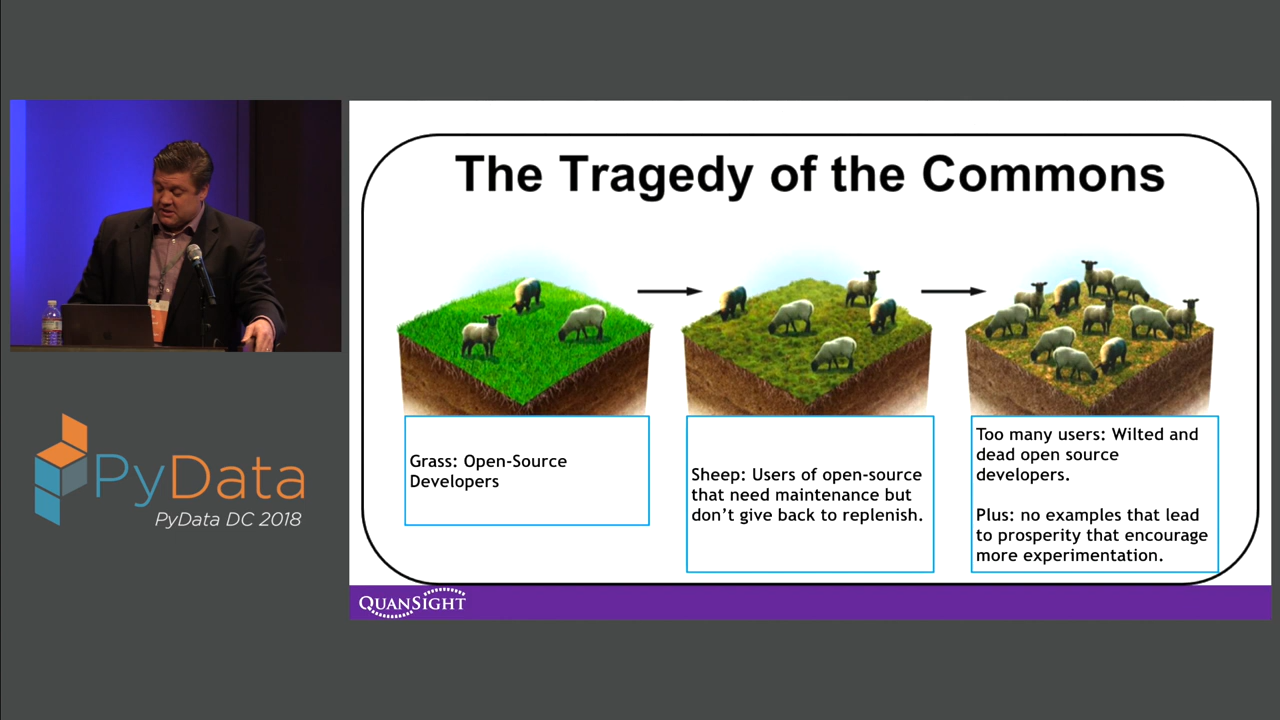 The Tragedy of the Commons
Grass: Open-Source
Developers
Sheep: Users of open-source
that need maintenance but
don't give back to replenish.
Too many users: Wilted and
dead open source
developers.
Plus: no examples that lead
to prosperity that encourage
more experimentation.
PyData
PyData DC 2018
QUANSIGHT